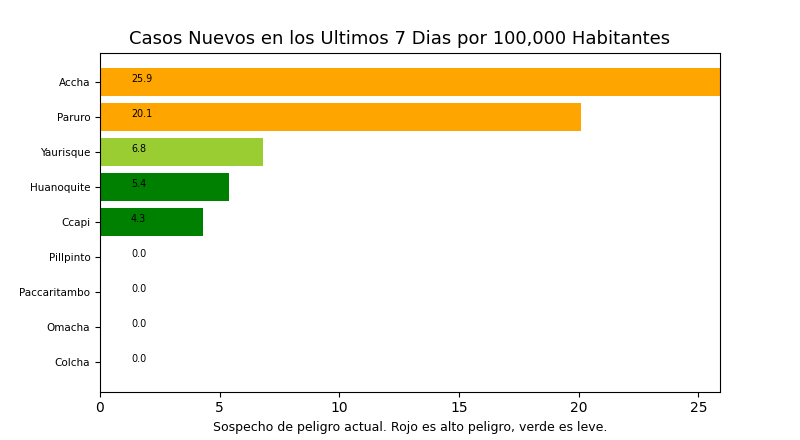 Casos Nuevos en los Ultimos 7 Dias por 100,000 Habitantes
Accha 25.9
Paruro 20.1
Yaurisque 6.8
Huanoquite 5.4
Ccapi 4.3
Pillpinto 0.0
Paccaritambo 0.0
Omacha 0.0
Colcha 0.0
0 5 10 15 20 25
Sospecho de peligro actual. Rojo es alto peligro, verde es leve.